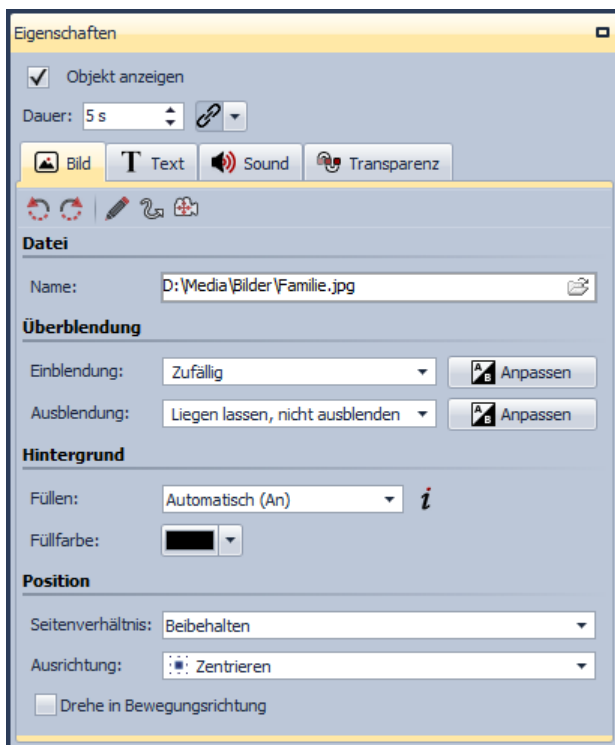 Eigenschaften
Objekt anzeigen
Dauer: 5 s
Bild Text Sound Transparenz
Datei
Name: D:\Media\Bilder\Familie.jpg
Überblendung
Einblendung: Zufällig Anpassen
Ausblendung: Liegen lassen, nicht ausblenden Anpassen
Hintergrund
Füllen: Automatisch (An)
Füllfarbe:
Position
Seitenverhältnis: Beibehalten
Ausrichtung: Zentrieren
Drehe in Bewegungsrichtung